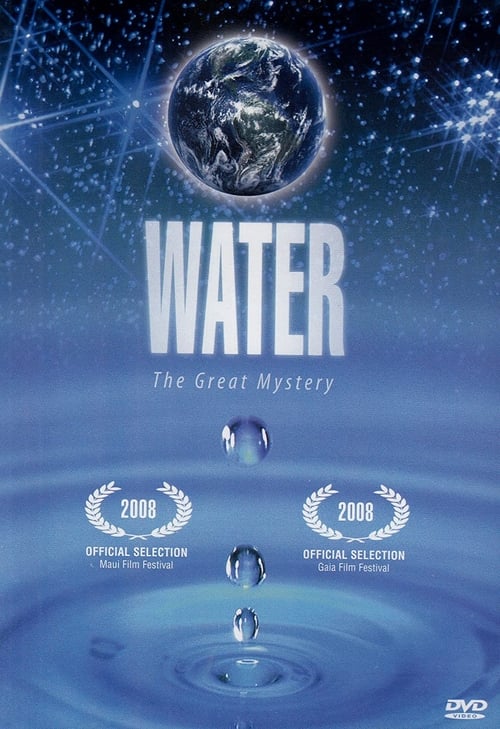 WATER
The Great Mystery
2008
OFFICIAL SELECTION
Maui Film Festival
2008
OFFICIAL SELECTION
Gaia Film Festival
DVD
VIDEO